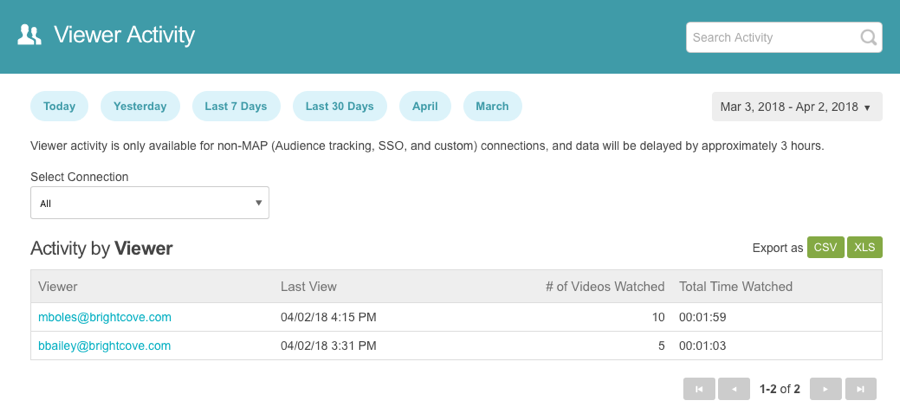 Viewer Activity
Search Activity
Today Yesterday Last 7 Days Last 30 Days April March Mar 3, 2018 - Apr 2, 2018
Viewer activity is only available for non-MAP (Audience tracking, SSO, and custom) connections, and data will be delayed by approximately 3 hours.
Select Connection
All
Activity by Viewer Export as CSV XLS
Viewer Last View # of Videos Watched Total Time Watched
mboles@brightcove.com 04/02/18 4:15 PM 10 00:01:59
bbailey@brightcove.com 04/02/18 3:31 PM 5 00:01:03
1-2 of 2